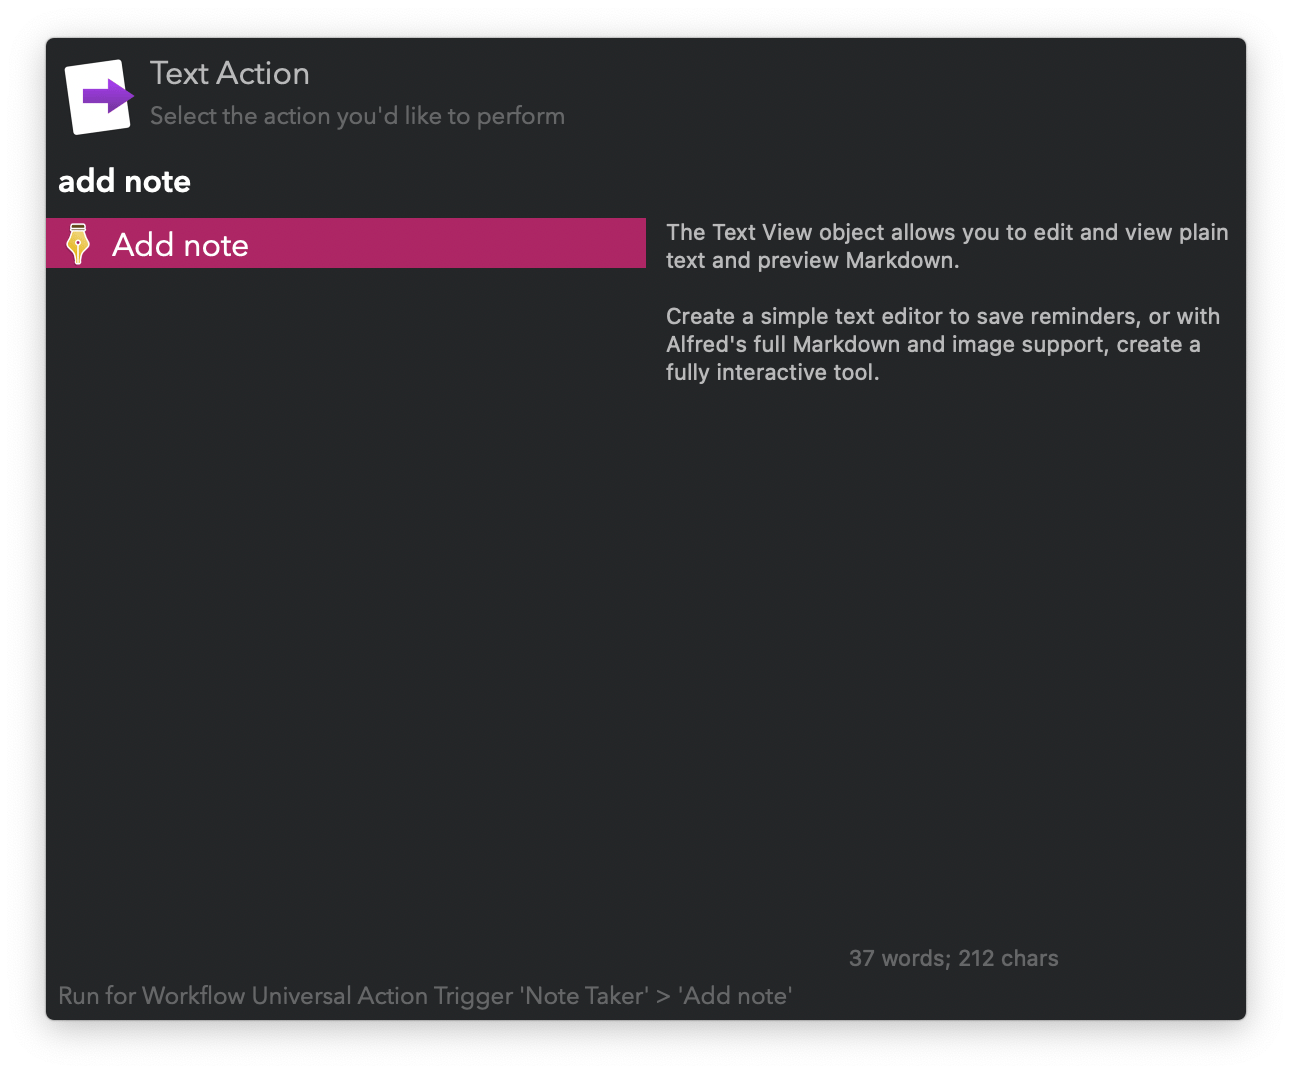 Text Action
Select the action you'd like to perform
add note
Add note
The Text View object allows you to edit and view plain
text and preview Markdown.
Create a simple text editor to save reminders, or with
Alfred's full Markdown and image support, create a
fully interactive tool.
37 words; 212 chars
Run for Workflow Universal Action Trigger 'Note Taker' > 'Add note'